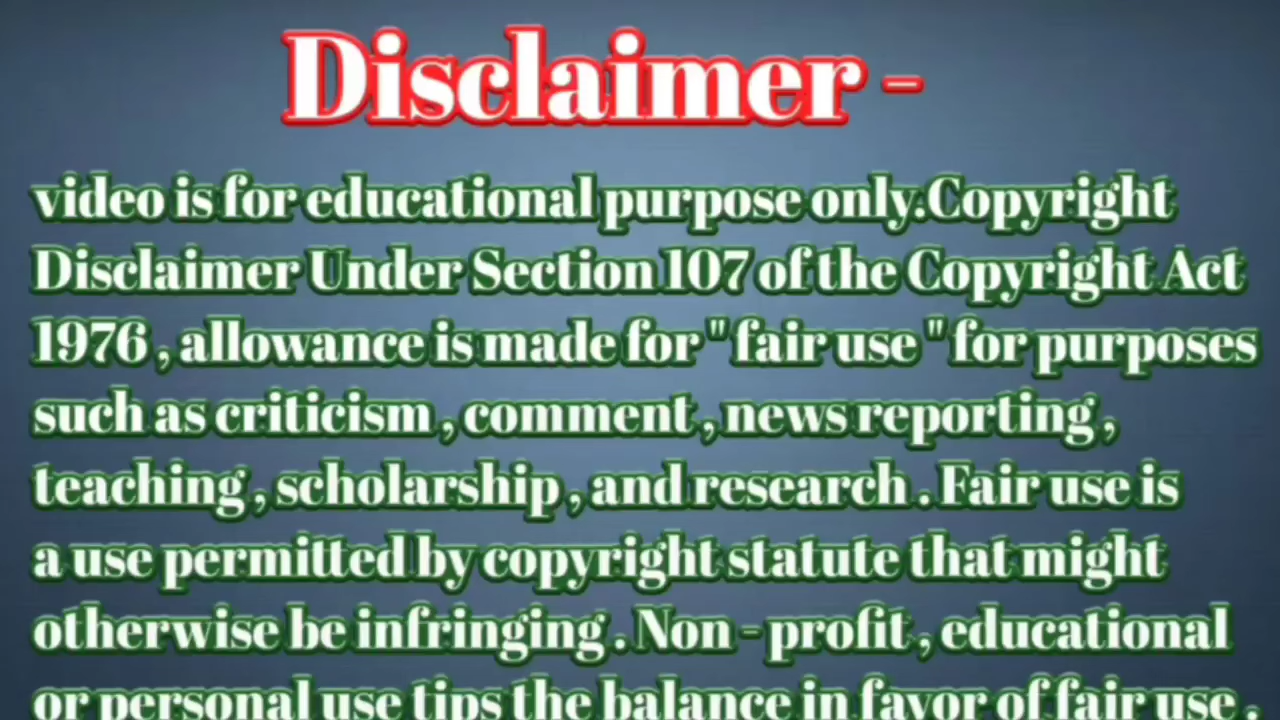 Disclaimer -
video is for educational purpose only.Copyright
Disclaimer Under Section 107 of the Copyright Act
1976 , allowance is made for " fair use " for purposes
such as criticism , comment , news reporting ,
teaching , scholarship , and research . Fair use is
a use permitted by copyright statute that might
otherwise be infringing . Non - profit , educational
or personal use tips the balance in favor of fair use .